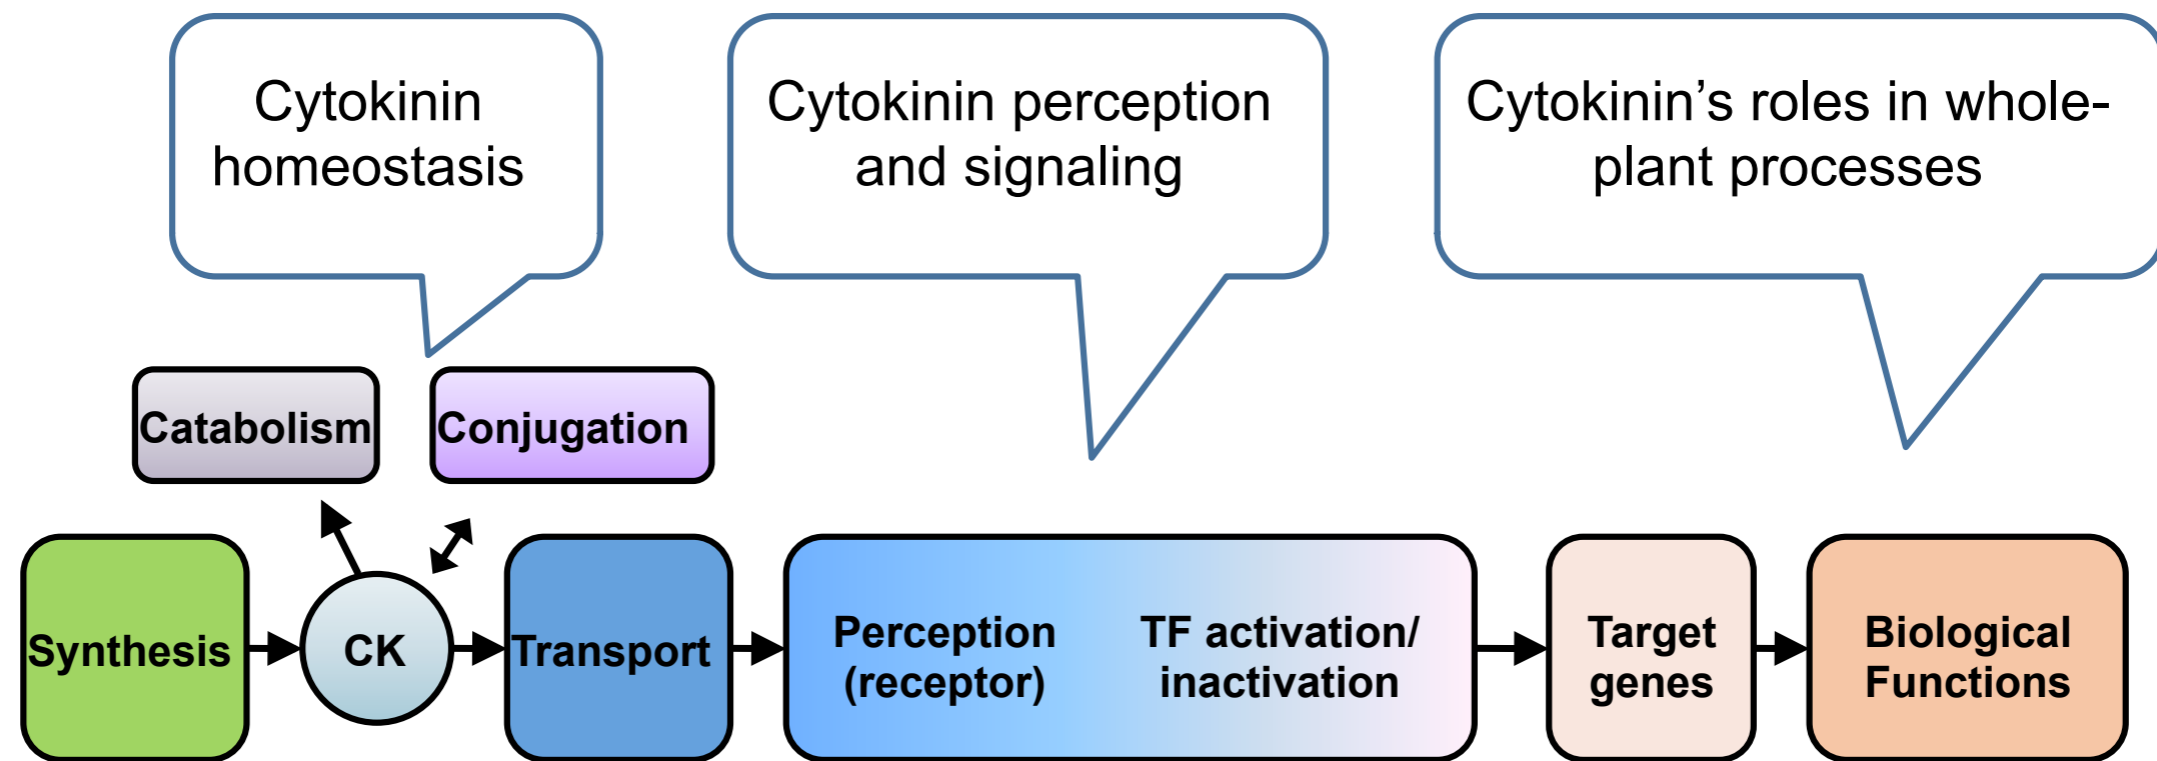 Cytokinin
homeostasis
Cytokinin perception
and signaling
Cytokinin’s roles in whole-
plant processes
Catabolism
Conjugation
Synthesis
CK
Transport
Perception
(receptor)
TF activation/
inactivation
Target
genes
Biological
Functions